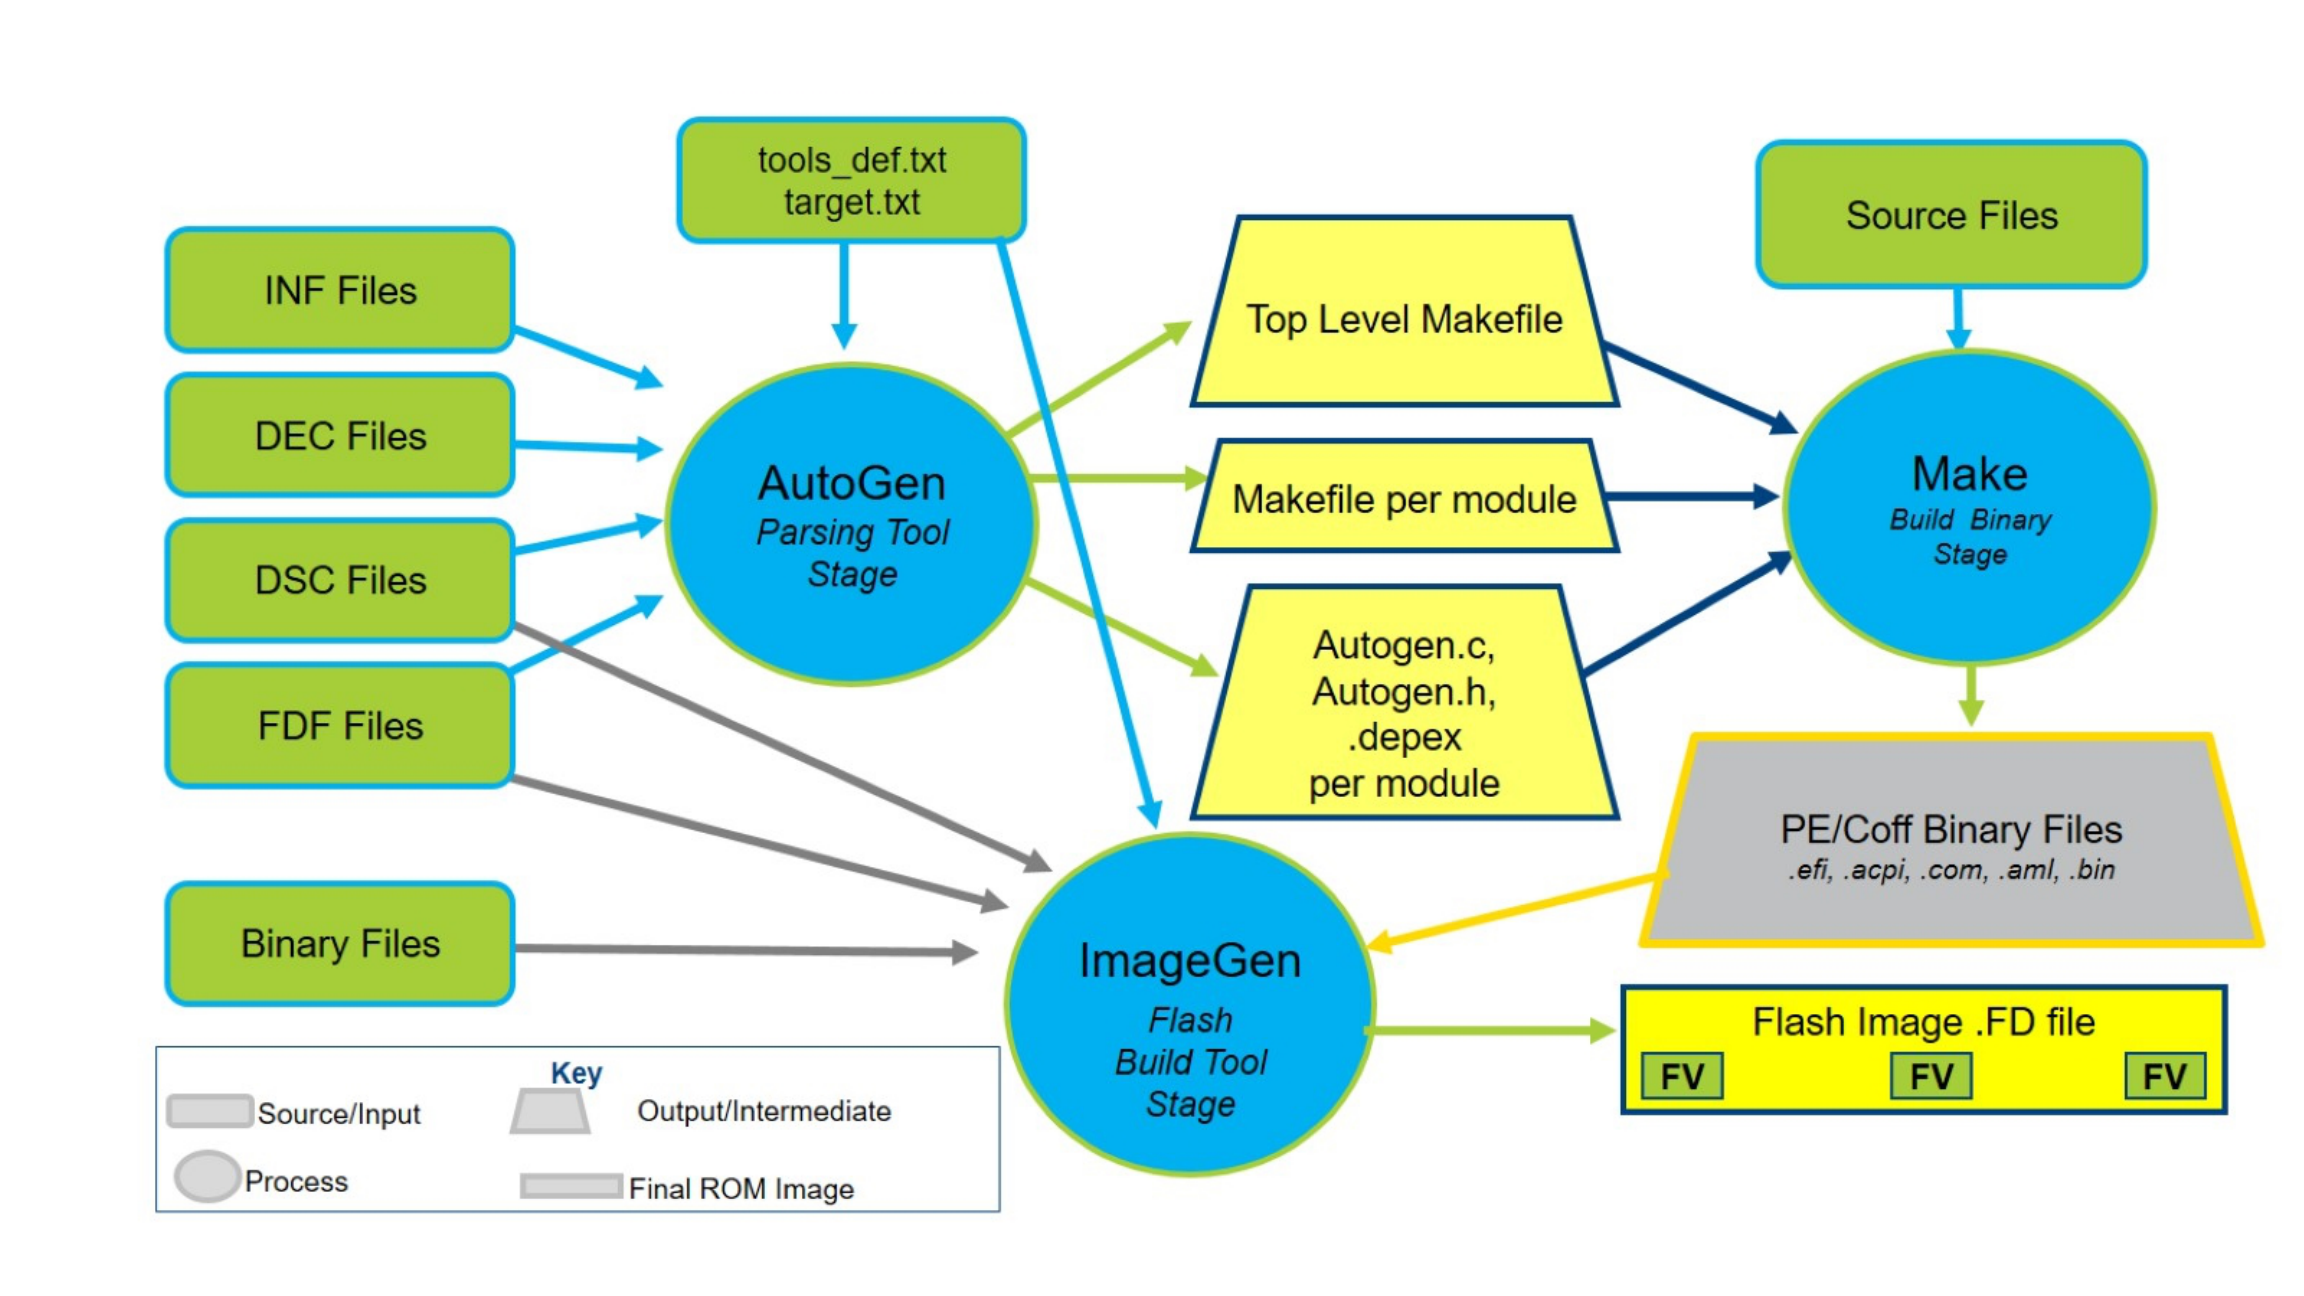 tools_def.txt
target.txt
Source Files
INF Files
DEC Files
DSC Files
FDF Files
Binary Files
AutoGen
Parsing Tool
Stage
Top Level Makefile
Makefile per module
Autogen.c,
Autogen.h,
.depex
per module
Make
Build Binary
Stage
PE/Coff Binary Files
.efi, .acpi, .com, .aml, .bin
ImageGen
Flash
Build Tool
Stage
Flash Image .FD file
FV FV FV
Key
Source/Input
Output/Intermediate
Process
Final ROM Image